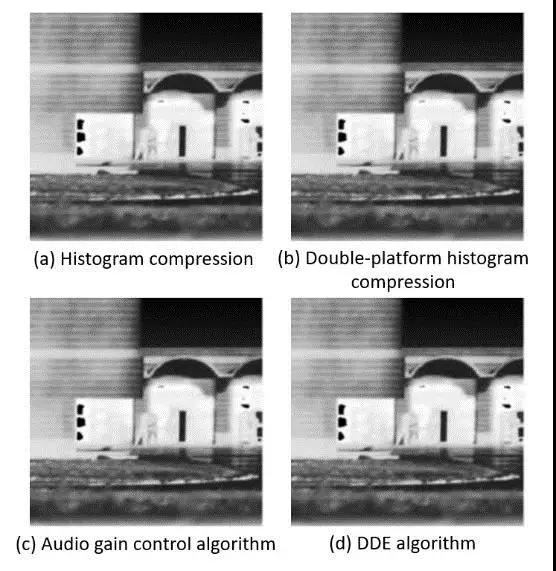 (a) Histogram compression
(b) Double-platform histogram
compression
(c) Audio gain control algorithm
(d) DDE algorithm